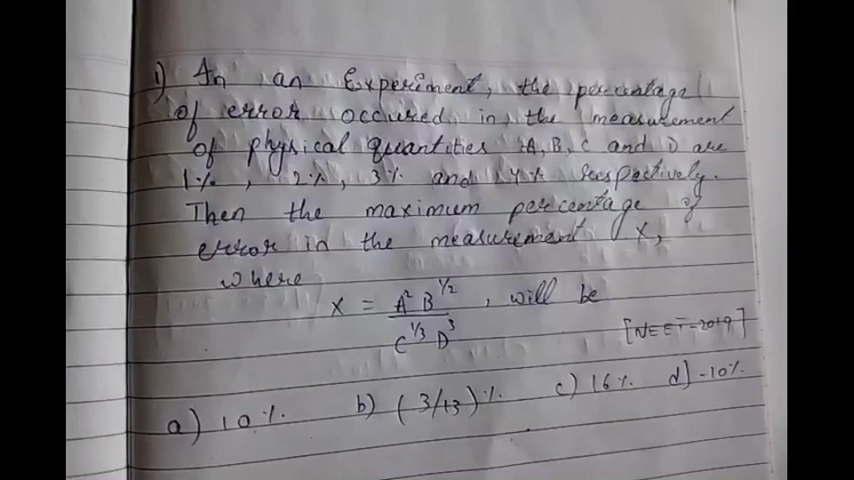 1) In an Experiment, the percentage
of error occured in the measurement
of physical quantities A, B, C and D are
1%, 2%, 3% and 4% respectively.
Then the maximum percentage of
error in the measurement X,
where
X = A² B^1/2 / C^1/3 D³ , will be
[NEET-2019]
a) 10%. b) (3/13)%. c) 16%. d) -10%.